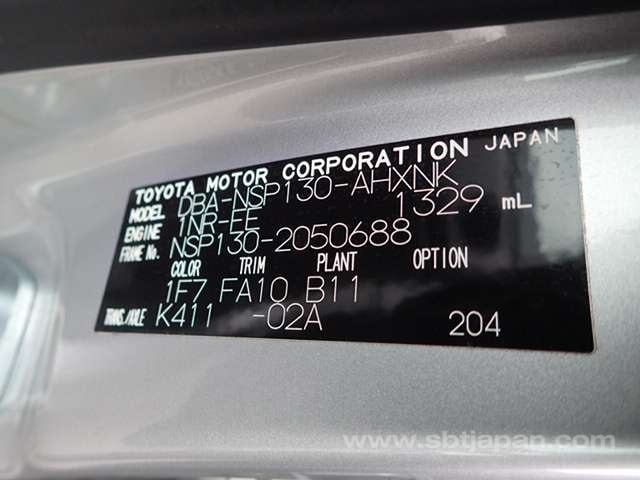 TOYOTA MOTOR CORPORATION JAPAN
MODEL DBA-NSP130-AHXNK
ENGINE 1NR-FE 1329 mL
FRAME No. NSP130-2050688
COLOR TRIM PLANT OPTION
1F7 FA10 B11
TRANS./AXLE K411 -02A 204
www.sbtjapan.com